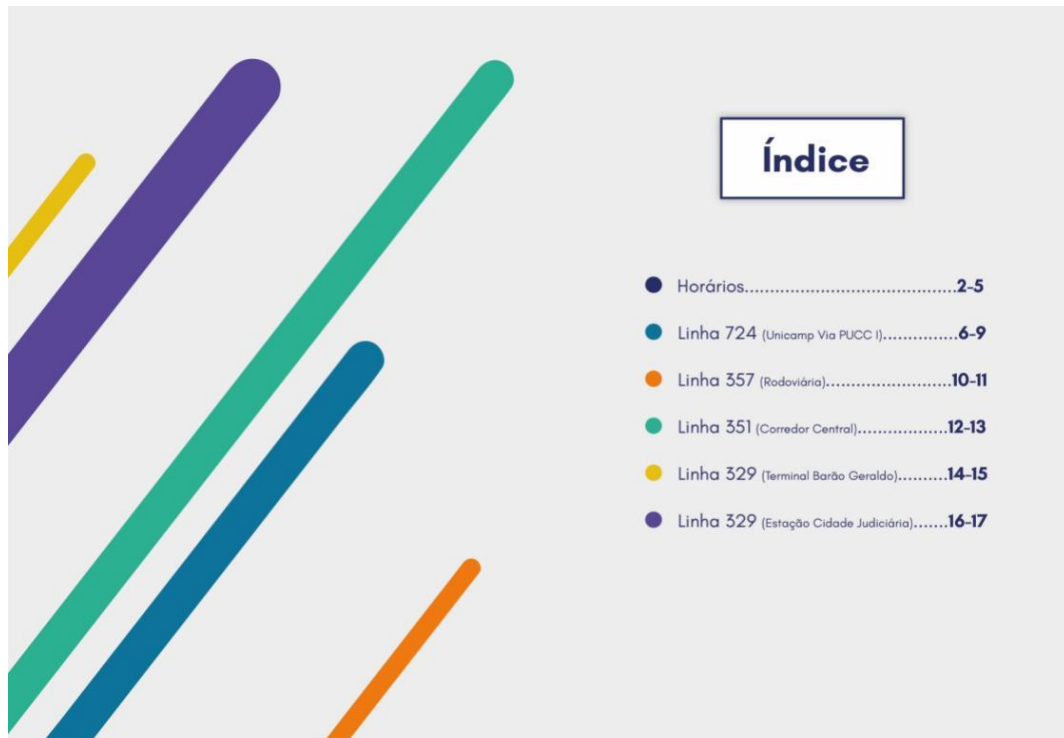 Índice
Horários.........................................2-5
Linha 724 (Unicamp Via PUCC I)...............6-9
Linha 357 (Rodoviária)........................10-11
Linha 351 (Corredor Central)..................12-13
Linha 329 (Terminal Barão Geraldo)..........14-15
Linha 329 (Estação Cidade Judiciária).......16-17